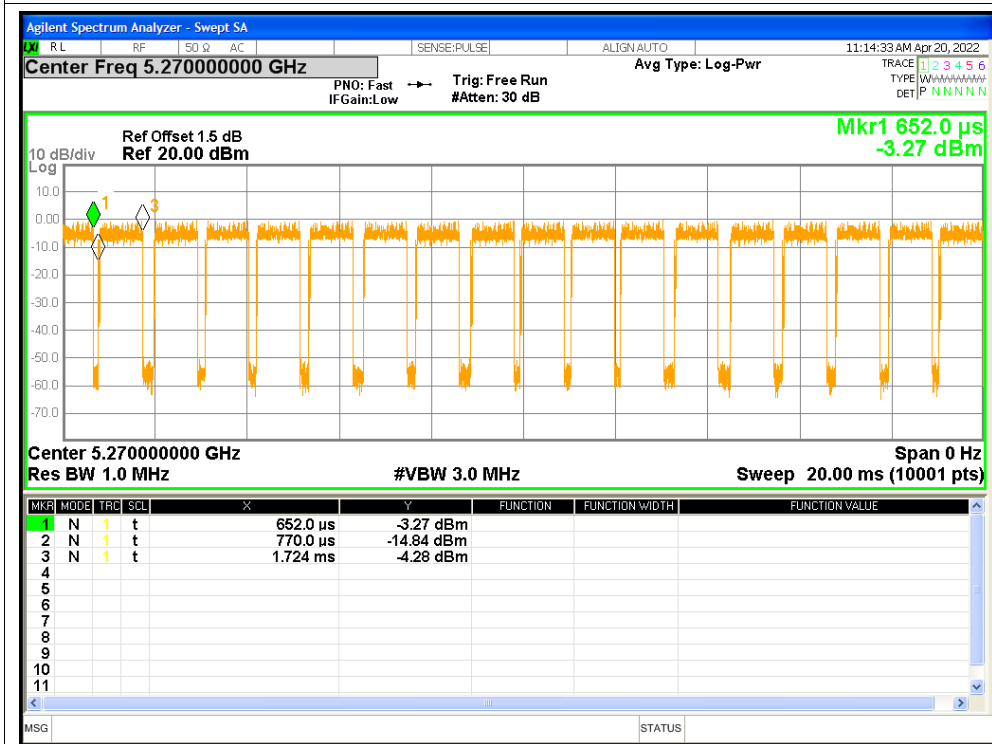 Agilent Spectrum Analyzer - Swept SA
LXI RL RF 50 Ω AC SENSE:PULSE ALIGN AUTO 11:14:33 AM Apr 20, 2022
Center Freq 5.270000000 GHz Avg Type: Log-Pwr TRACE 1 2 3 4 5 6
PNO: Fast Trig: Free Run TYPE
IFGain:Low #Atten: 30 dB DET P N N N N N
Mkr1 652.0 µs
Ref Offset 1.5 dB
10 dB/div Ref 20.00 dBm -3.27 dBm
Log
10.0
1 3
0.00
-10.0
-20.0
-30.0
-40.0
-50.0
-60.0
-70.0
Center 5.270000000 GHz Span 0 Hz
Res BW 1.0 MHz #VBW 3.0 MHz Sweep 20.00 ms (10001 pts)
MKR MODE TRC SCL X Y FUNCTION FUNCTION WIDTH FUNCTION VALUE
1 N 1 t 652.0 µs -3.27 dBm
2 N 1 t 770.0 µs -14.84 dBm
3 N 1 t 1.724 ms -4.28 dBm
4
5
6
7
8
9
10
11
MSG STATUS